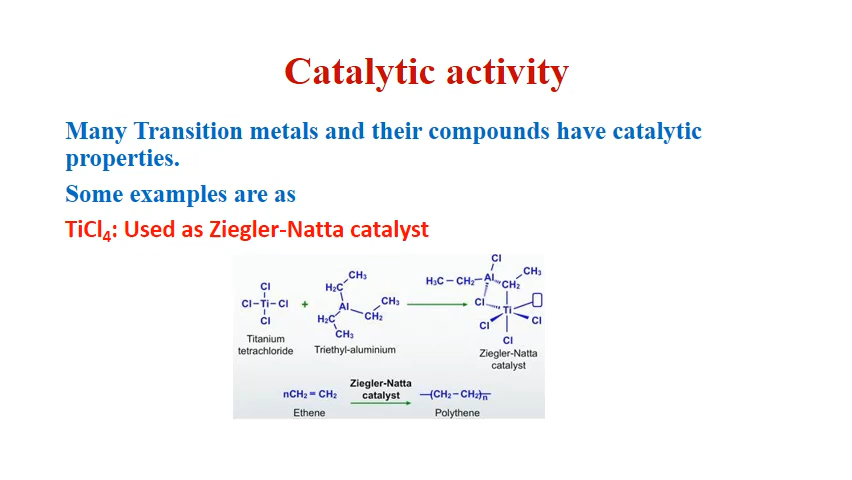 Catalytic activity
Many Transition metals and their compounds have catalytic
properties.
Some examples are as
TiCl₄: Used as Ziegler-Natta catalyst
Cl
Cl–Ti–Cl
Cl
Titanium
tetrachloride
+
CH₃
H₂C
Al
CH₃
CH₂
H₂C
CH₃
Triethyl-aluminium
Cl
H₃C – CH₂
Al
CH₃
CH₂
Cl
Ti
Cl
Cl
Cl
Ziegler-Natta
catalyst
nCH₂ = CH₂
Ethene
Ziegler-Natta
catalyst
–(CH₂–CH₂)n–
Polythene